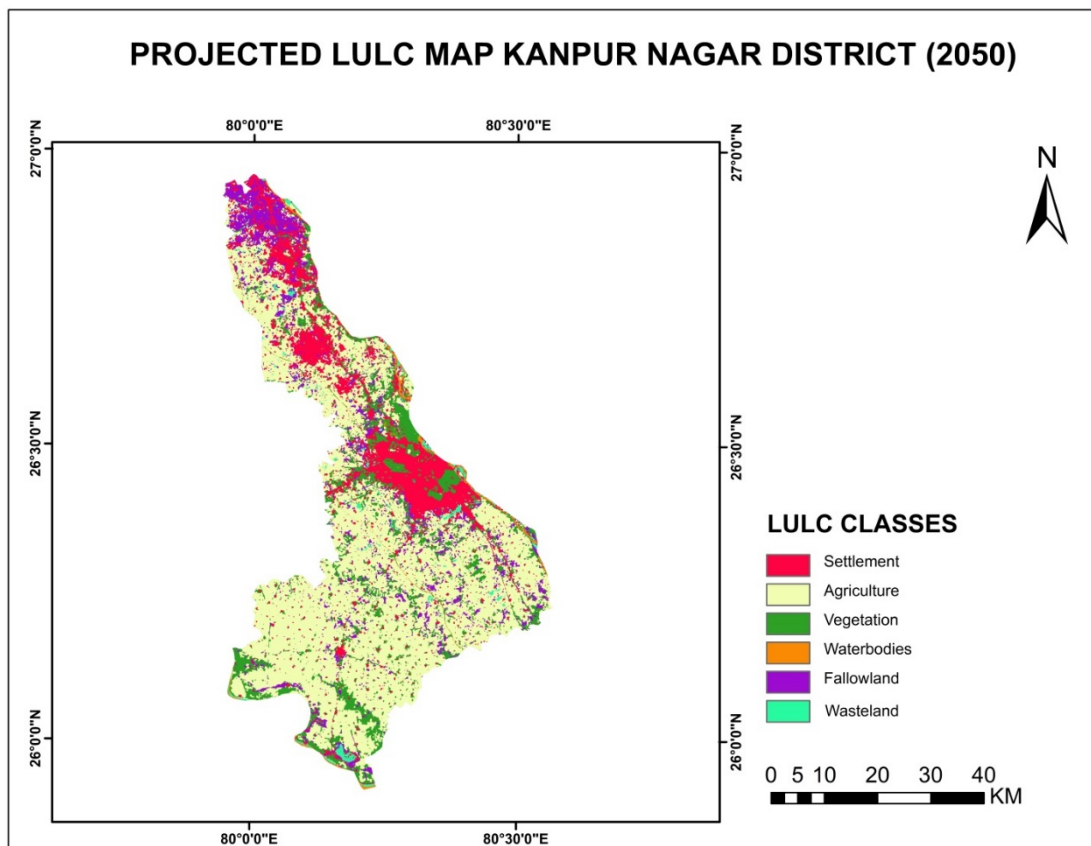 PROJECTED LULC MAP KANPUR NAGAR DISTRICT (2050)
80°0'0"E 80°30'0"E
27°0'0"N 27°0'0"N
N
26°30'0"N 26°30'0"N
LULC CLASSES
Settlement
Agriculture
Vegetation
Waterbodies
Fallowland
Wasteland
26°0'0"N 26°0'0"N
0 5 10 20 30 40
KM
80°0'0"E 80°30'0"E